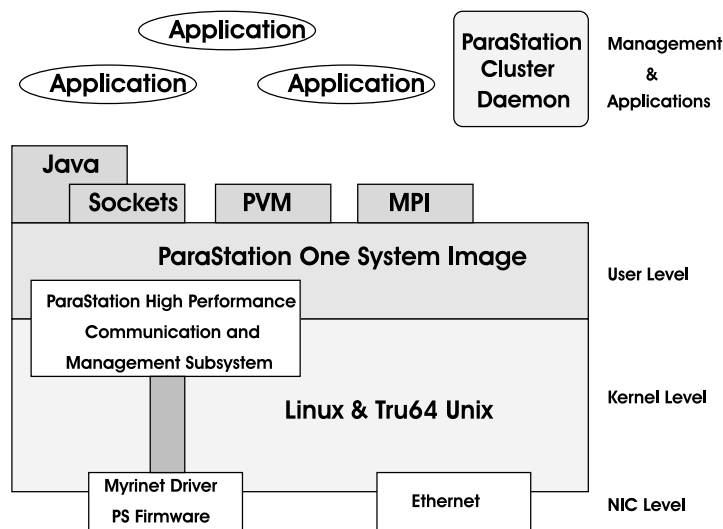 Application
Application
Application
ParaStation
Cluster
Daemon
Management
&
Applications
Java
Sockets
PVM
MPI
ParaStation One System Image
User Level
ParaStation High Performance
Communication and
Management Subsystem
Linux & Tru64 Unix
Kernel Level
Myrinet Driver
PS Firmware
Ethernet
NIC Level